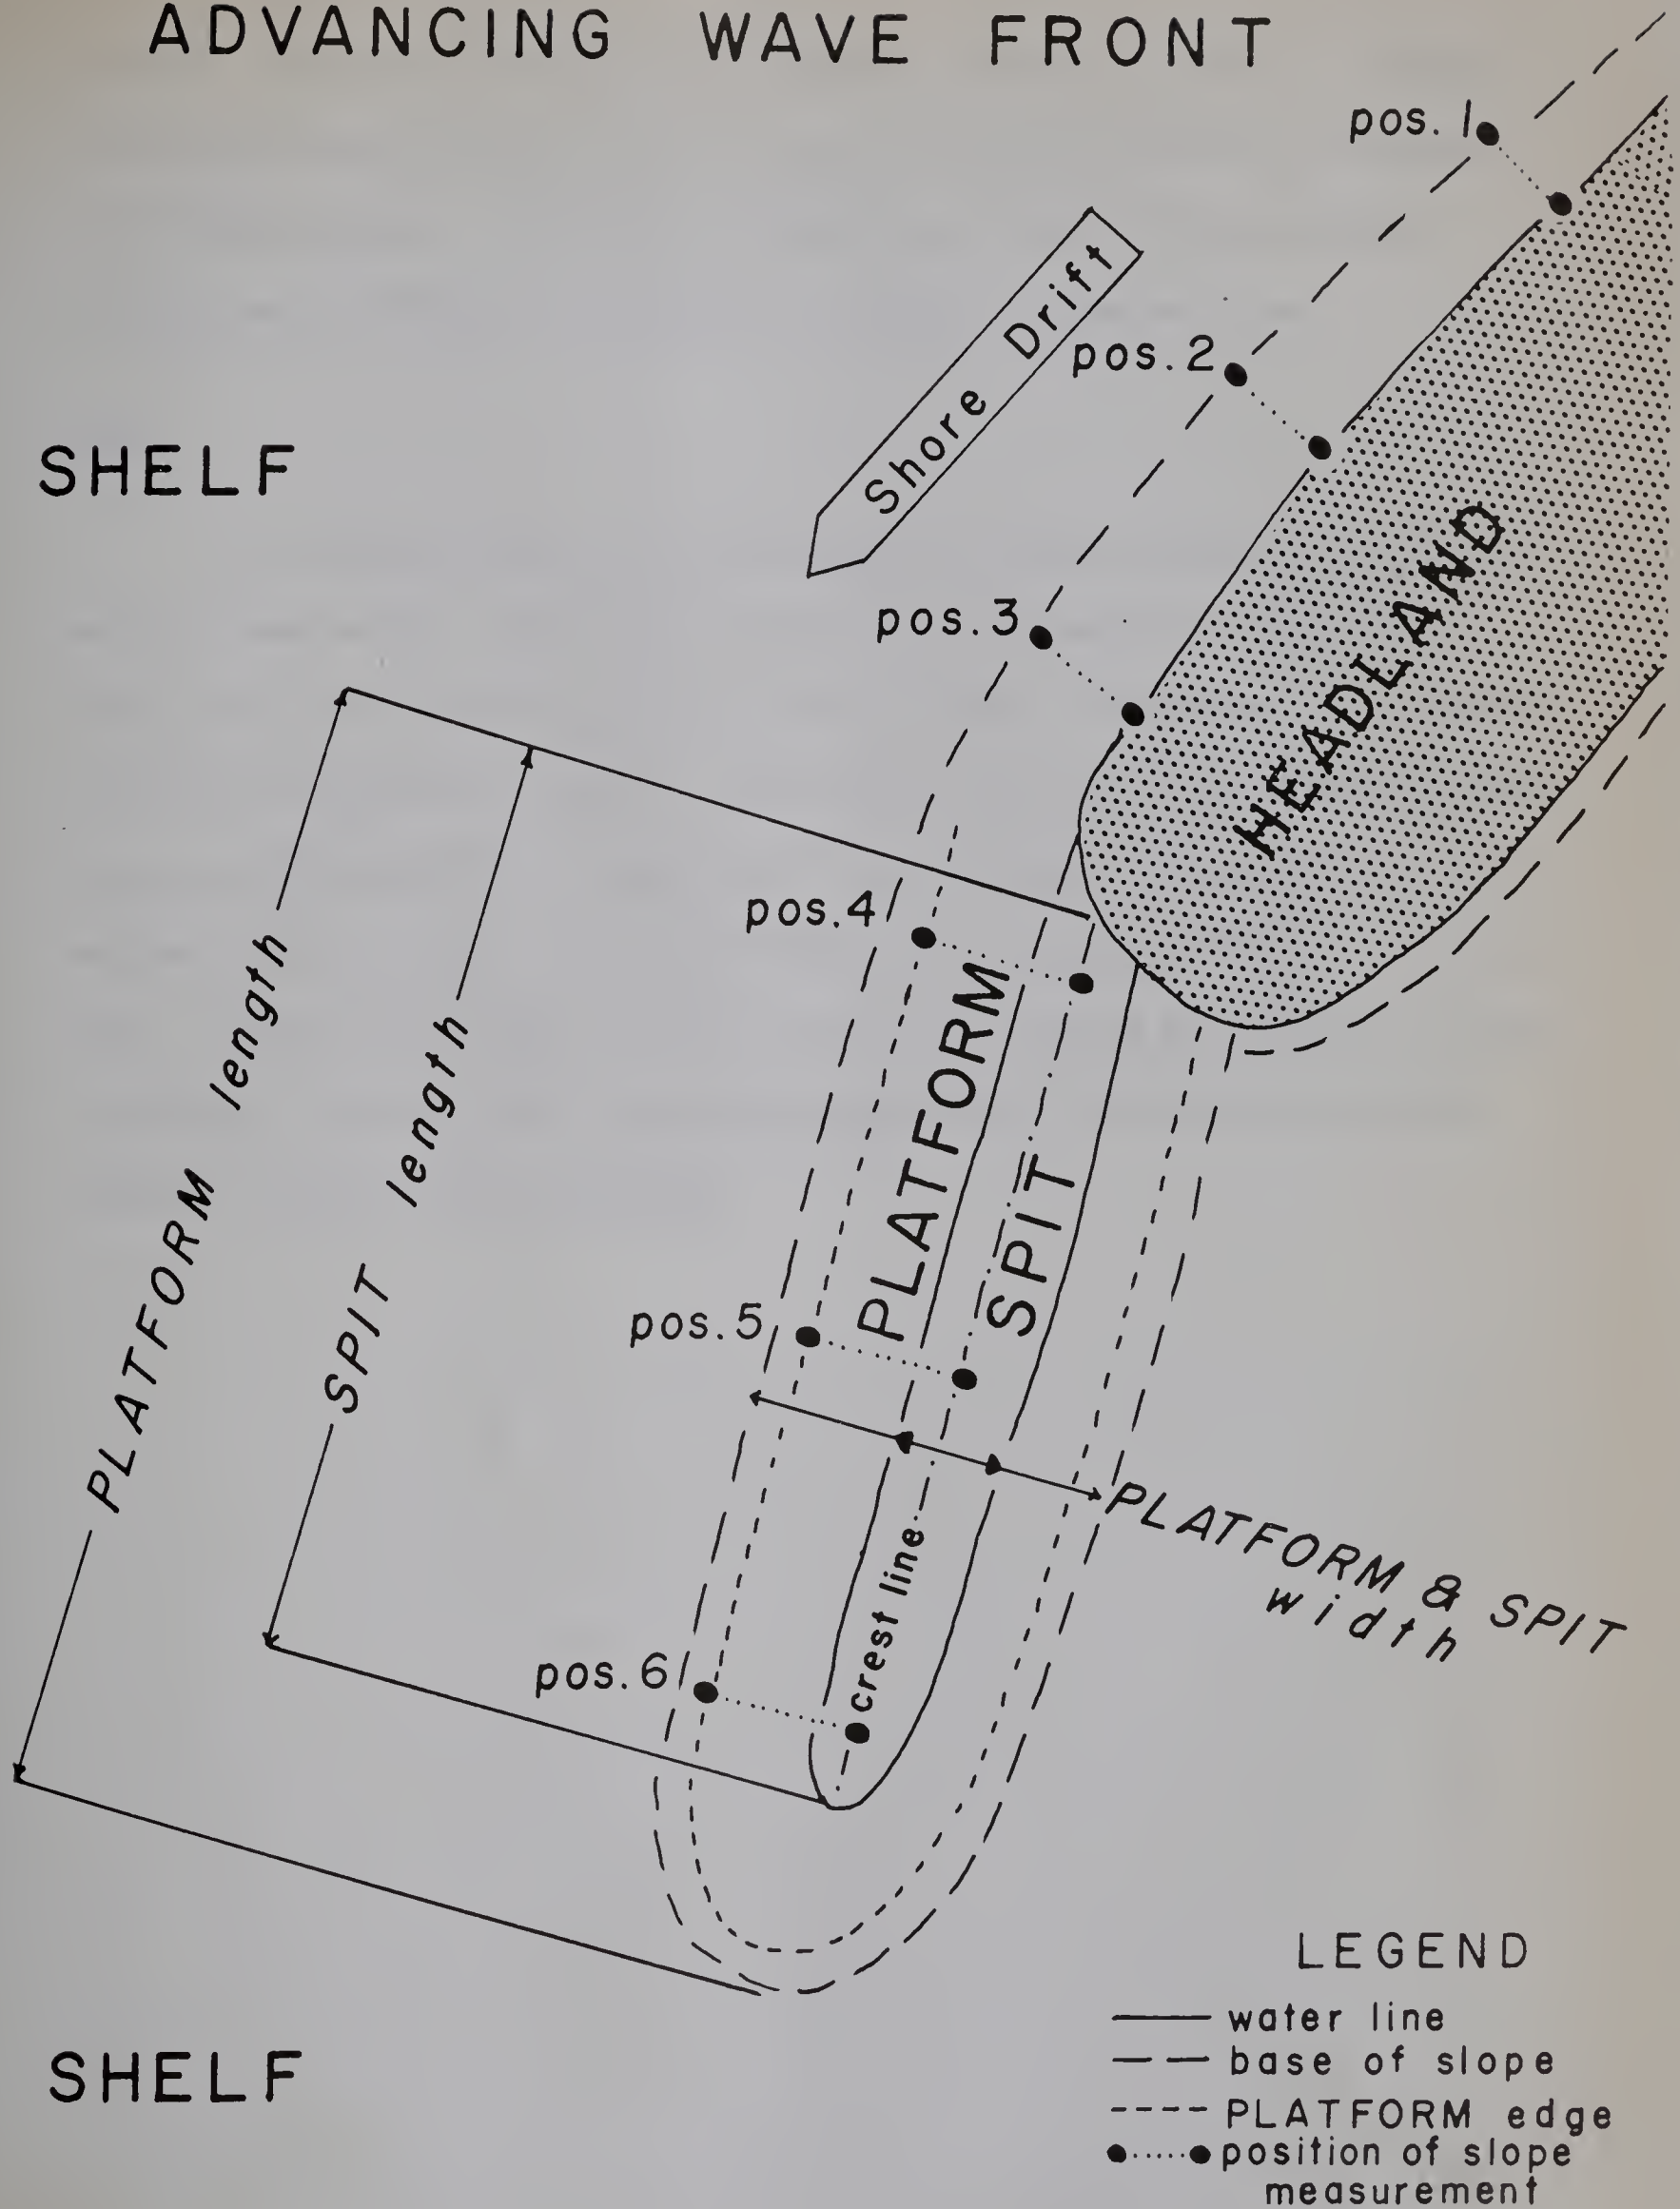 ADVANCING WAVE FRONT
pos. 1
Shore Drift
pos. 2
SHELF
HEADLAND
pos. 3
pos. 4
PLATFORM length
SPIT length
PLATFORM
SPIT
pos. 5
PLATFORM & SPIT
width
crest line
pos. 6
LEGEND
water line
base of slope
SHELF
PLATFORM edge
position of slope
measurement